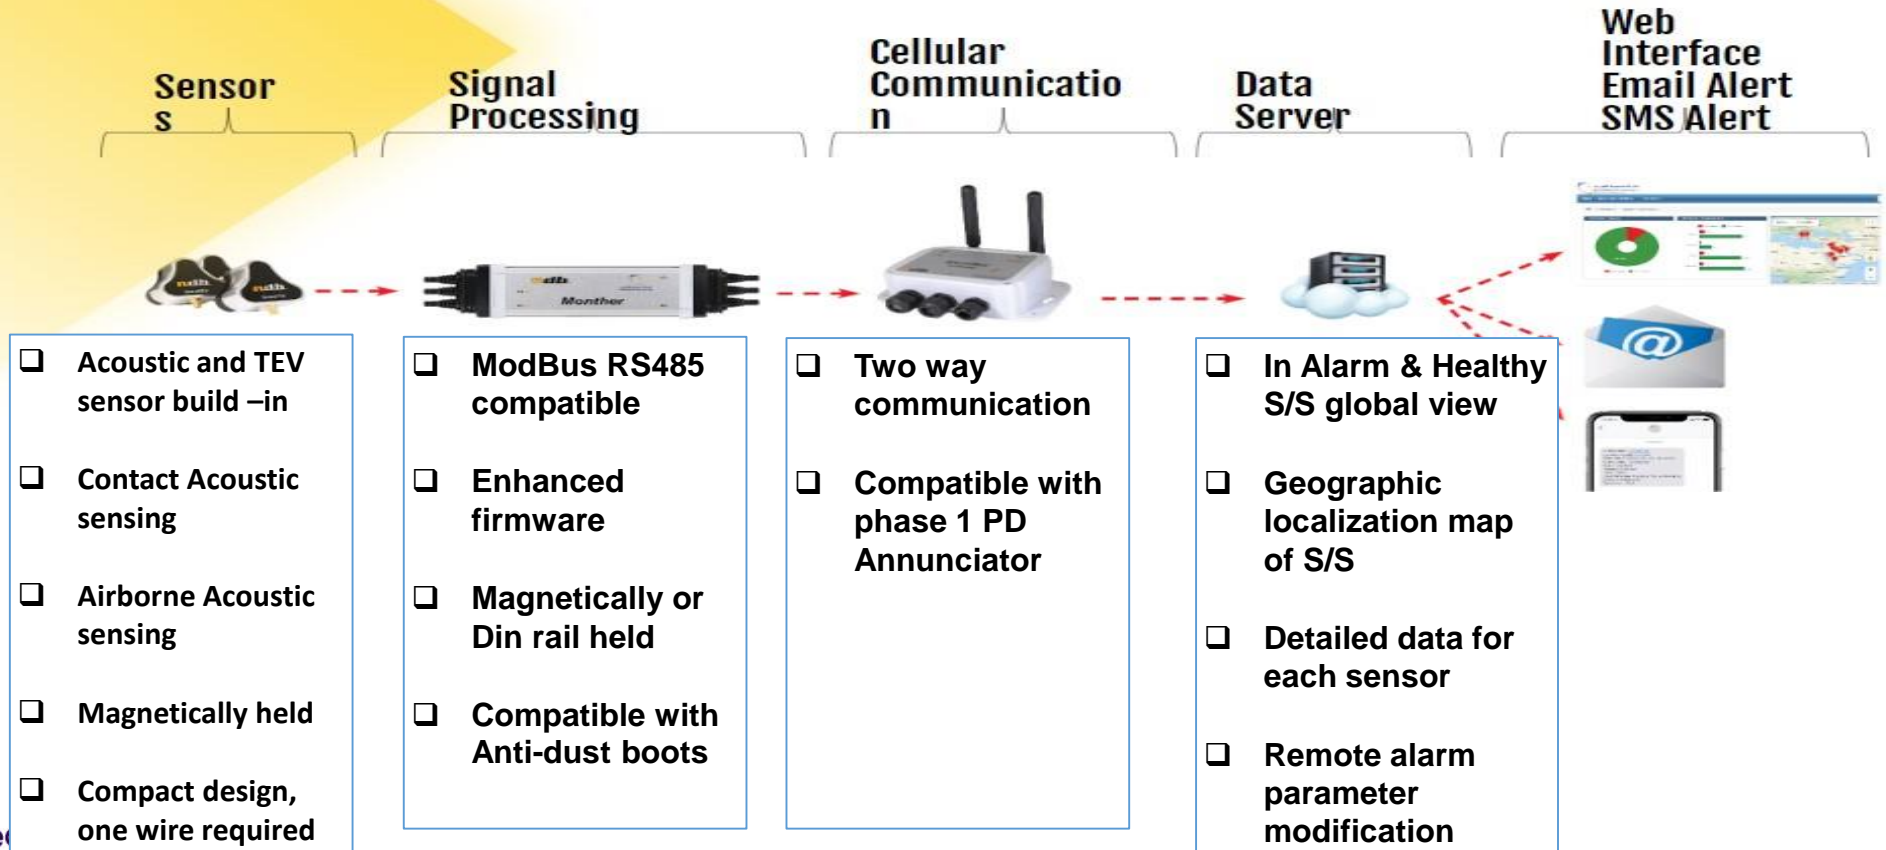 Sensor
s
Signal
Processing
Cellular
Communicatio
n
Data
Server
Web
Interface
Email Alert
SMS Alert
ndb
ndb
Monther
@
❑ Acoustic and TEV
sensor build –in
❑ Contact Acoustic
sensing
❑ Airborne Acoustic
sensing
❑ Magnetically held
❑ Compact design,
one wire required
❑ ModBus RS485
compatible
❑ Enhanced
firmware
❑ Magnetically or
Din rail held
❑ Compatible with
Anti-dust boots
❑ Two way
communication
❑ Compatible with
phase 1 PD
Annunciator
❑ In Alarm & Healthy
S/S global view
❑ Geographic
localization map
of S/S
❑ Detailed data for
each sensor
❑ Remote alarm
parameter
modification